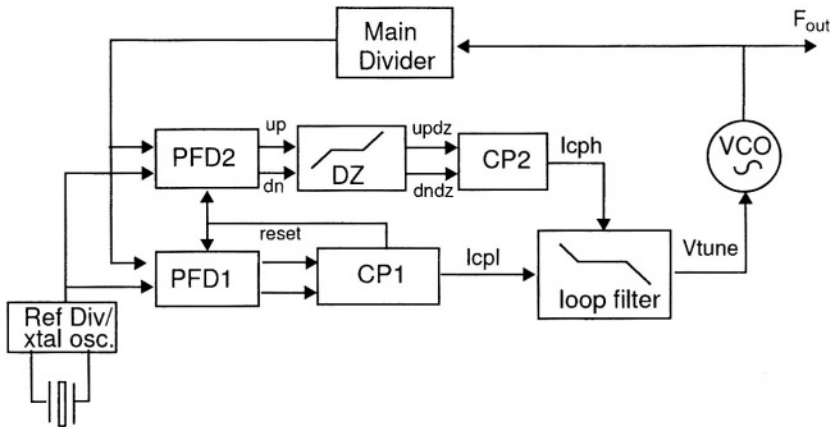 Main
Divider
Fout
up
updz
PFD2
DZ
CP2
Icph
VCO
dn
dndz
reset
PFD1
CP1
Icpl
Vtune
loop filter
Ref Div/
xtal osc.